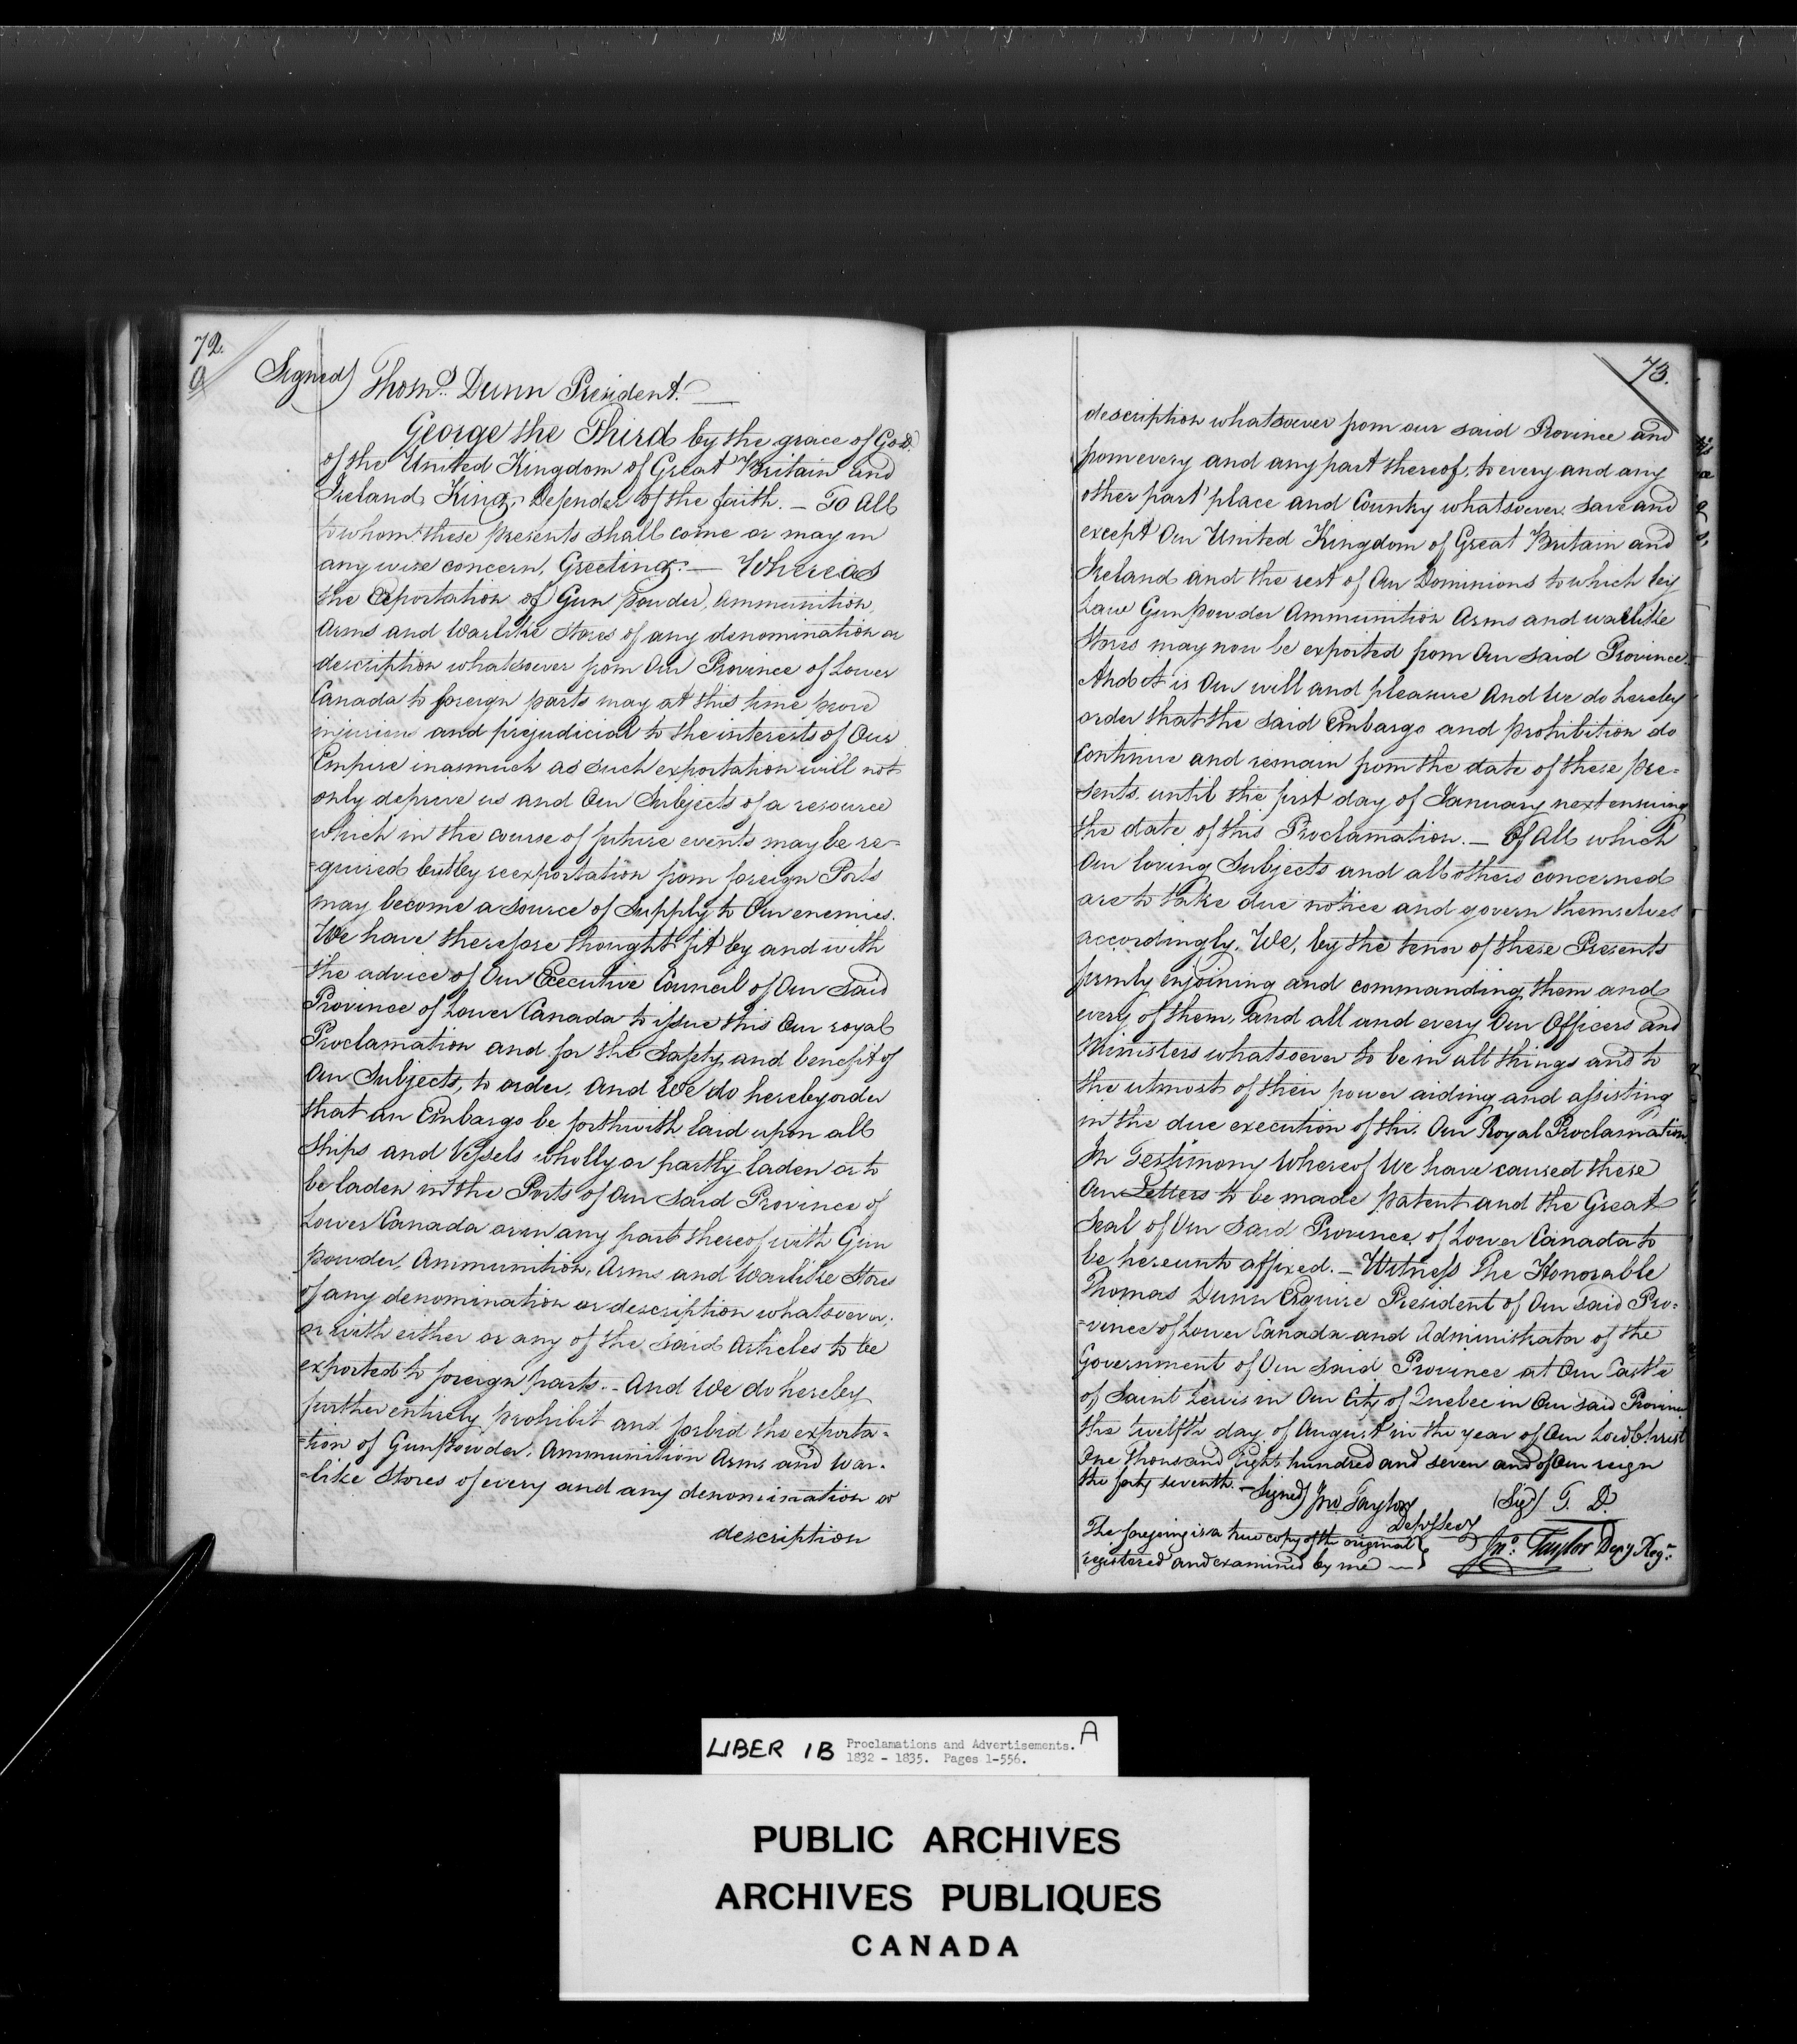 72.
Signed) Thoms. Dunn President. —
George the Third by the grace of God.
of the United Kingdom of Great Britain and
Ireland, King, Defender of the faith. — To All
to whom these presents shall come or may in
any wise concern, Greeting: — Whereas
the Exportation of Gun powder, Ammunition,
Arms and Warlike Stores of any denomination or
description whatsoever from Our Province of Lower
Canada to foreign parts may at this time prove
injurious and prejudicial to the interests of Our
Empire inasmuch as such exportation will not
only deprive us and Our Subjects of a resource
which in the course of future events may be re=
=quired but by reexportation from foreign Ports
may become a source of Supply to Our enemies.
We have therefore thought fit by and with
the advice of Our Executive Council of Our Said
Province of Lower Canada to issue this Our royal
Proclamation and for the Safety and benefit of
Our Subjects, to order, And We do hereby order
that an Embargo be forthwith laid upon all
Ships and Vessels wholly or partly laden or to
be laden in the Ports of Our Said Province of
Lower Canada or in any part thereof with Gun
powder, Ammunition, Arms and Warlike Stores
of any denomination or description whatsoever,
or with either or any of the said Articles to be
exported to foreign parts. - And We do hereby
further entirely prohibit and forbid the exporta=
=tion of Gunpowder, Ammunition Arms and War=
=like Stores of every and any denomination or
description
73.
description whatsoever from our said Province and
from every and any part thereof, to every and any
other part place and Country whatsoever, save and
except Our United Kingdom of Great Britain and
Ireland and the rest of Our Dominions to which by
Law Gunpowder Ammunition Arms and warlike
Stores may now be exported from Our said Province.
And it is Our will and pleasure And We do hereby
order that the said Embargo and prohibition do
continue and remain from the date of these pre=
=sents, until the first day of January next ensuing
the date of this Proclamation. — Of All which
Our loving Subjects and all others concerned
are to take due notice and govern themselves
accordingly, We, by the tenor of these Presents
firmly enjoining and commanding them and
every of them, and all and every Our Officers and
Ministers whatsoever to be in all things and to
the utmost of their power aiding and assisting
in the due execution of this Our Royal Proclamation,
In Testimony Whereof We have caused these
Our Letters to be made patent and the Great
Seal of Our Said Province of Lower Canada to
be hereunto affixed. — Witness The Honorable
Thomas Dunn Esquire President of Our Said Pro=
=vince of Lower Canada and Administrator of the
Government of Our Said Province at Our Castle
of Saint Lewis in Our City of Quebec in Our said Province
the twelfth day of August in the year of Our Lord Christ
One Thousand Eight hundred and seven and of Our reign
the forty seventh. — Signed) Jno Taylor (Sigd) T. D.
Depy Secy
The foregoing is a true copy of the original
registered and examined by me — } Jno: Taylor Depy Regr.
LIBER 1B Proclamations and Advertisements. A
1832 - 1835. Pages 1-556.
PUBLIC ARCHIVES
ARCHIVES PUBLIQUES
CANADA